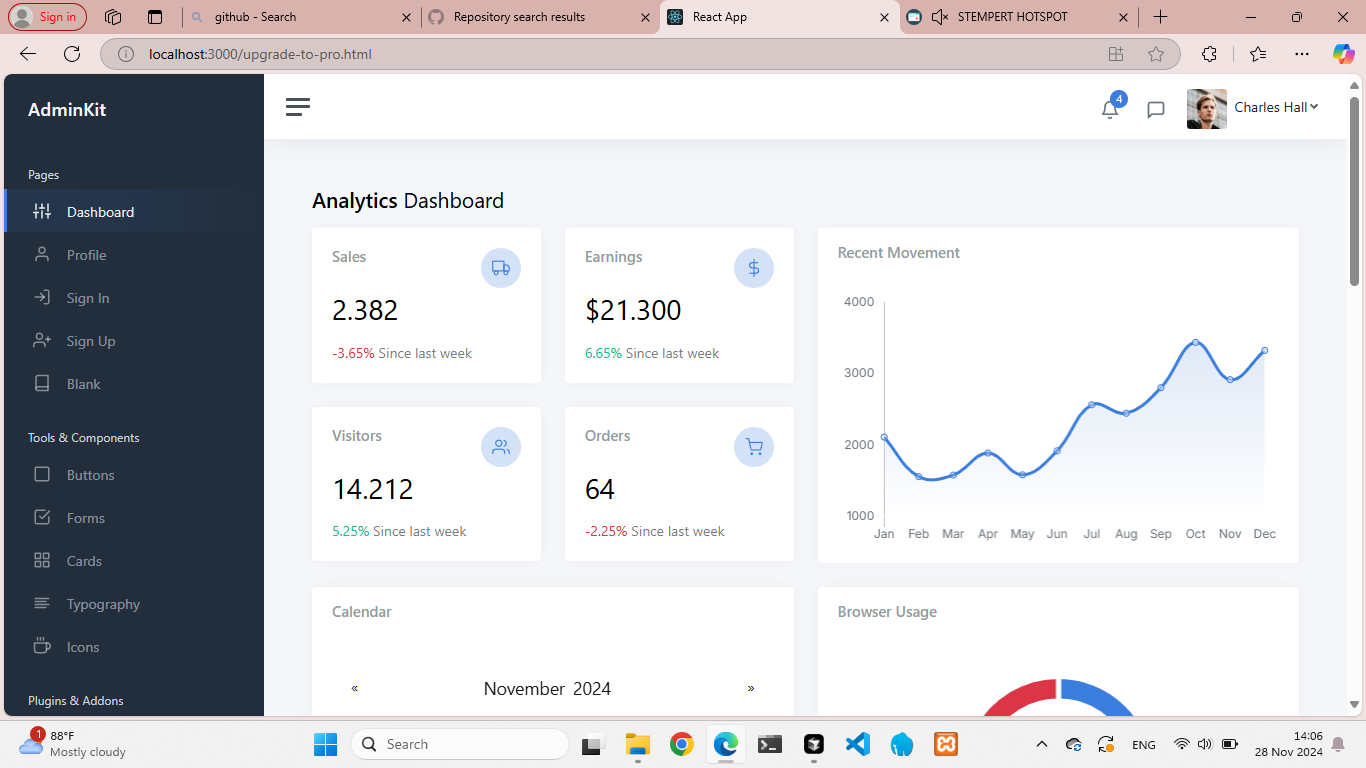 Sign in
github - Search
Repository search results
React App
STEMPERT HOTSPOT
localhost:3000/upgrade-to-pro.html
AdminKit
4
Charles Hall
Pages
Dashboard
Profile
Sign In
Sign Up
Blank
Tools & Components
Buttons
Forms
Cards
Typography
Icons
Plugins & Addons
Analytics Dashboard
Sales
2.382
-3.65% Since last week
Earnings
$
$21.300
6.65% Since last week
Visitors
14.212
5.25% Since last week
Orders
64
-2.25% Since last week
Recent Movement
4000
3000
2000
1000
Jan Feb Mar Apr May Jun Jul Aug Sep Oct Nov Dec
Calendar
« November 2024 »
Browser Usage
1
88°F
Mostly cloudy
Search
ENG
14:06
28 Nov 2024